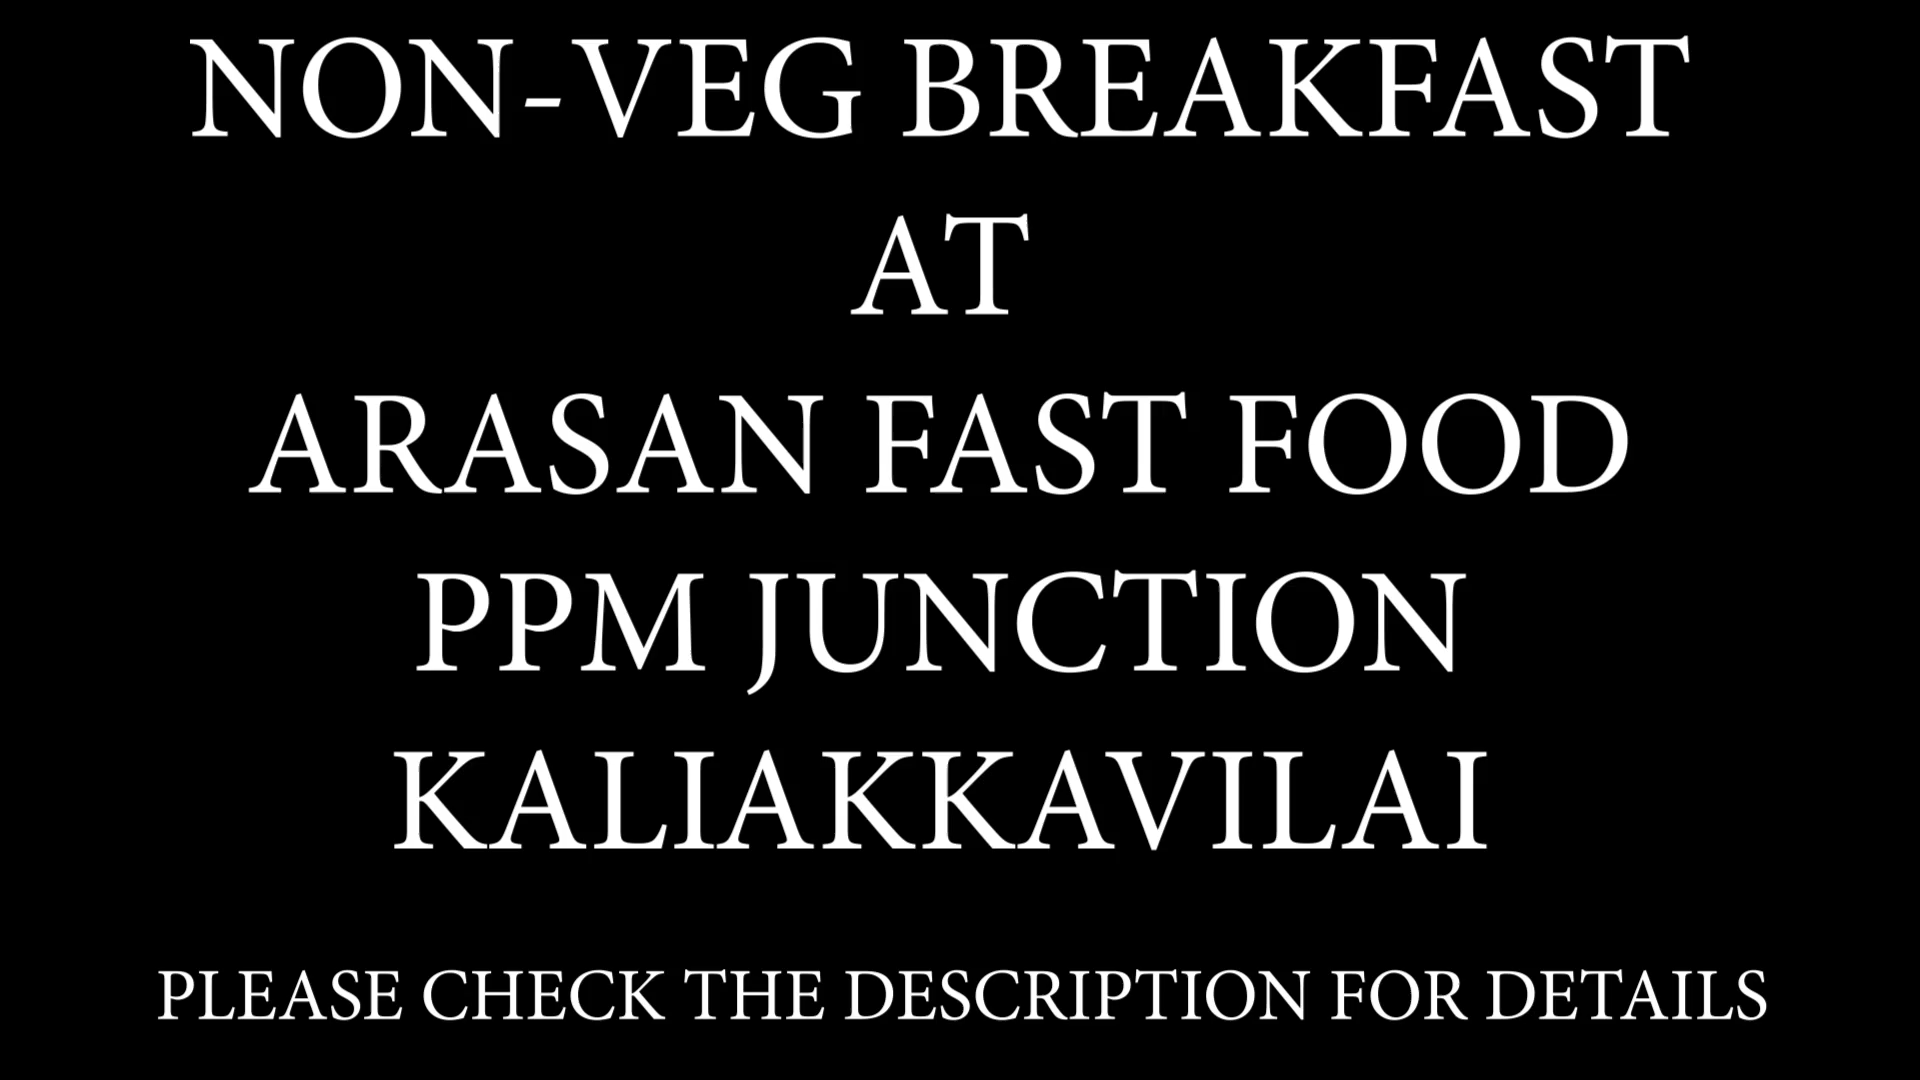 NON-VEG BREAKFAST
AT
ARASAN FAST FOOD
PPM JUNCTION
KALIAKKAVILAI
PLEASE CHECK THE DESCRIPTION FOR DETAILS